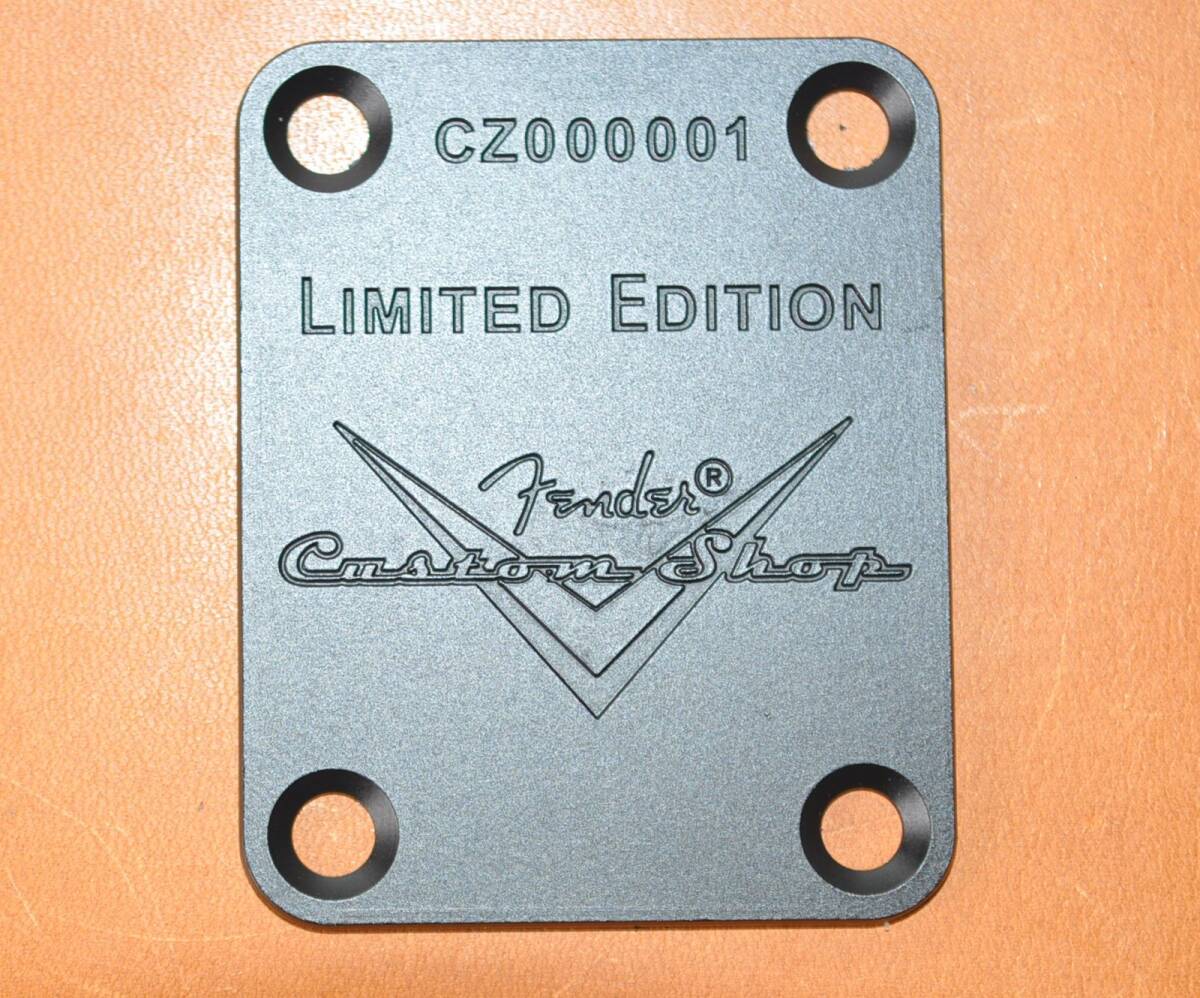 CZ000001
LIMITED EDITION
Fender®
Custom Shop